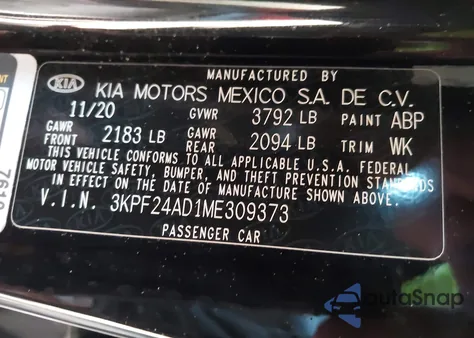 MANUFACTURED BY
KIA KIA MOTORS MEXICO S.A. DE C.V.
11/20 GVWR 3792 LB PAINT ABP
GAWR FRONT 2183 LB GAWR REAR 2094 LB TRIM WK
THIS VEHICLE CONFORMS TO ALL APPLICABLE U.S.A. FEDERAL
MOTOR VEHICLE SAFETY, BUMPER, AND THEFT PREVENTION STANDARDS
IN EFFECT ON THE DATE OF MANUFACTURE SHOWN ABOVE.
V.I.N. 3KPF24AD1ME309373
PASSENGER CAR
autoSnap